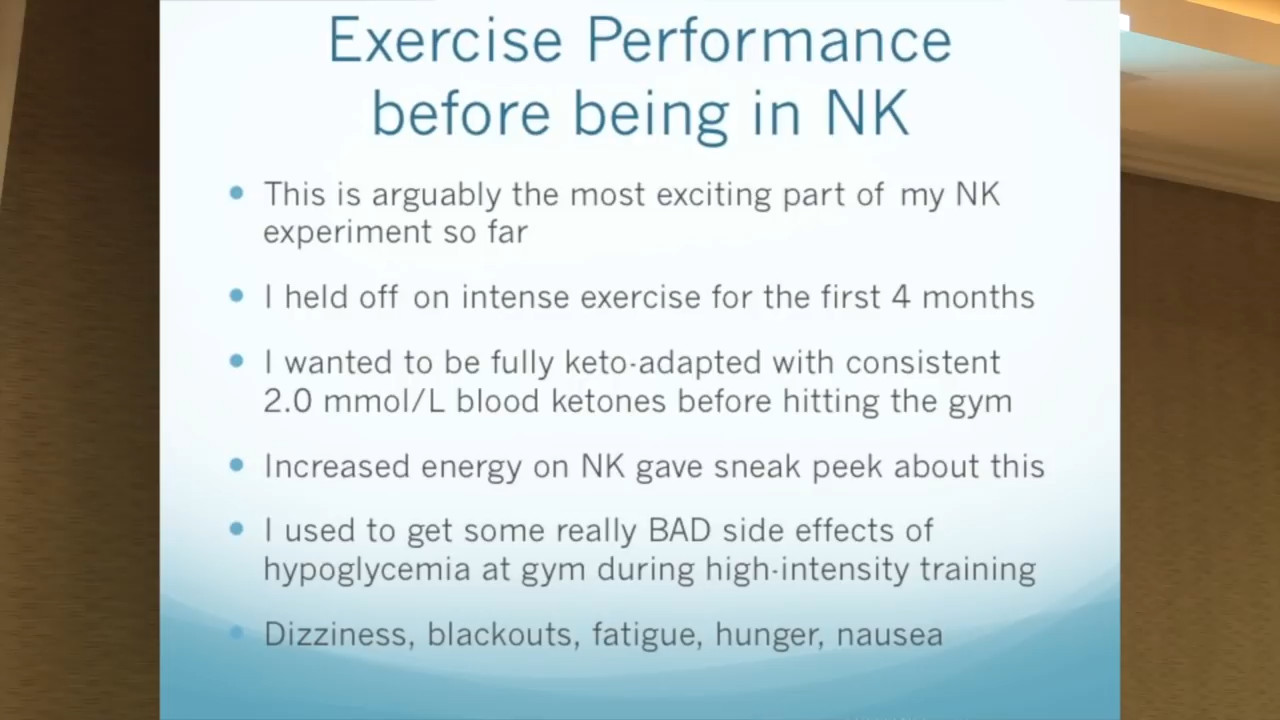 Exercise Performance
before being in NK
• This is arguably the most exciting part of my NK
experiment so far
• I held off on intense exercise for the first 4 months
• I wanted to be fully keto-adapted with consistent
2.0 mmol/L blood ketones before hitting the gym
• Increased energy on NK gave sneak peek about this
• I used to get some really BAD side effects of
hypoglycemia at gym during high-intensity training
• Dizziness, blackouts, fatigue, hunger, nausea